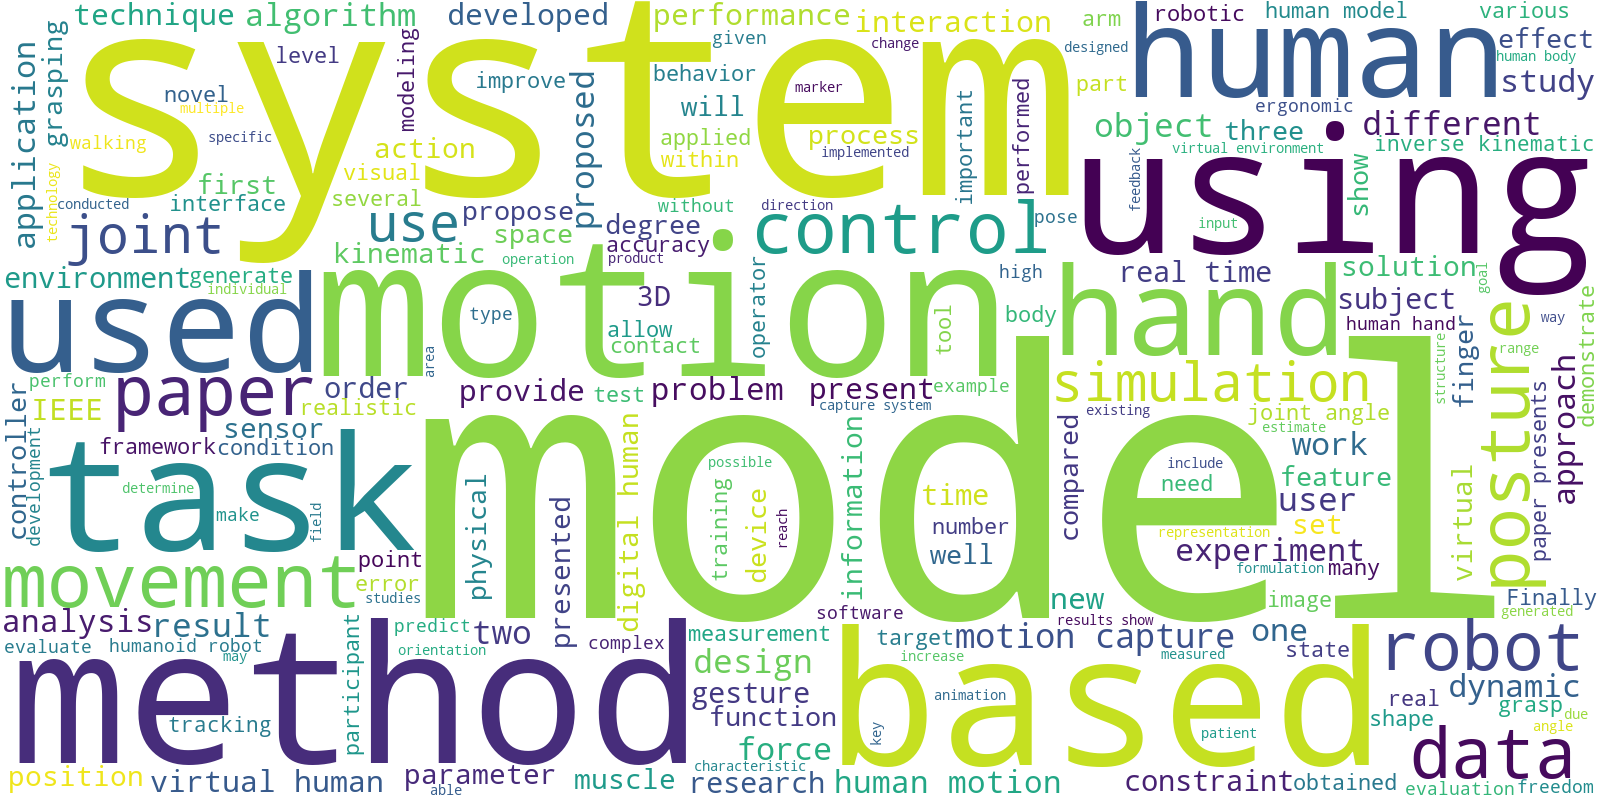 technique
algorithm
developed
performance
interaction
arm
robotic
human model
various
system
human
using
model
motion
method
based
task
used
hand
data
robot
control
paper
movement
posture
simulation
joint
use
application
grasping
level
modeling
novel
multiple
specific
walking
technology
conducted
first
interface
action
visual
several
improve
proposed
given
behavior
will
applied
within
change
marker
process
implemented
important
performed
designed
part
effect
human body
study
ergonomic
object
three
different
virtual environment
inverse kinematic
feedback
show
input
pose
direction
without
propose
space
degree
accuracy
kinematic
operation
product
environment
generate
individual
3D
type
allow
contact
operator
high
tool
body
real time
solution
goal
subject
human hand
way
range
structure
finger
demonstrate
approach
area
perform
order
IEEE
realistic
provide
test
problem
present
example
capture system
existing
joint angle
estimate
controller
sensor
framework
condition
development
determine
make
field
physical
presented
digital human
possible
training
device
reach
information
time
number
well
compared
include
need
work
feature
user
set
representation
experiment
formulation
many
virtual
paper presents
point
error
studies
software
new
results show
image
Finally
generated
analysis
result
evaluate
humanoid robot
may
participant
predict
orientation
two
complex
measurement
target
motion capture
increase
measured
one
state
design
gesture
function
animation
key
patient
dynamic
real
shape
grasp
due
angle
tracking
force
characteristic
position
virtual human
able
parameter
muscle
research
human motion
constraint
obtained
evaluation
freedom